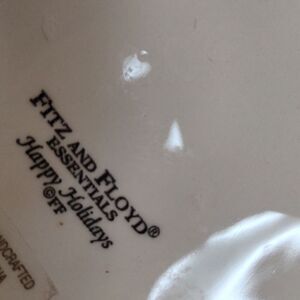 FITZ AND FLOYD®
ESSENTIALS
Happy Holidays
©FF